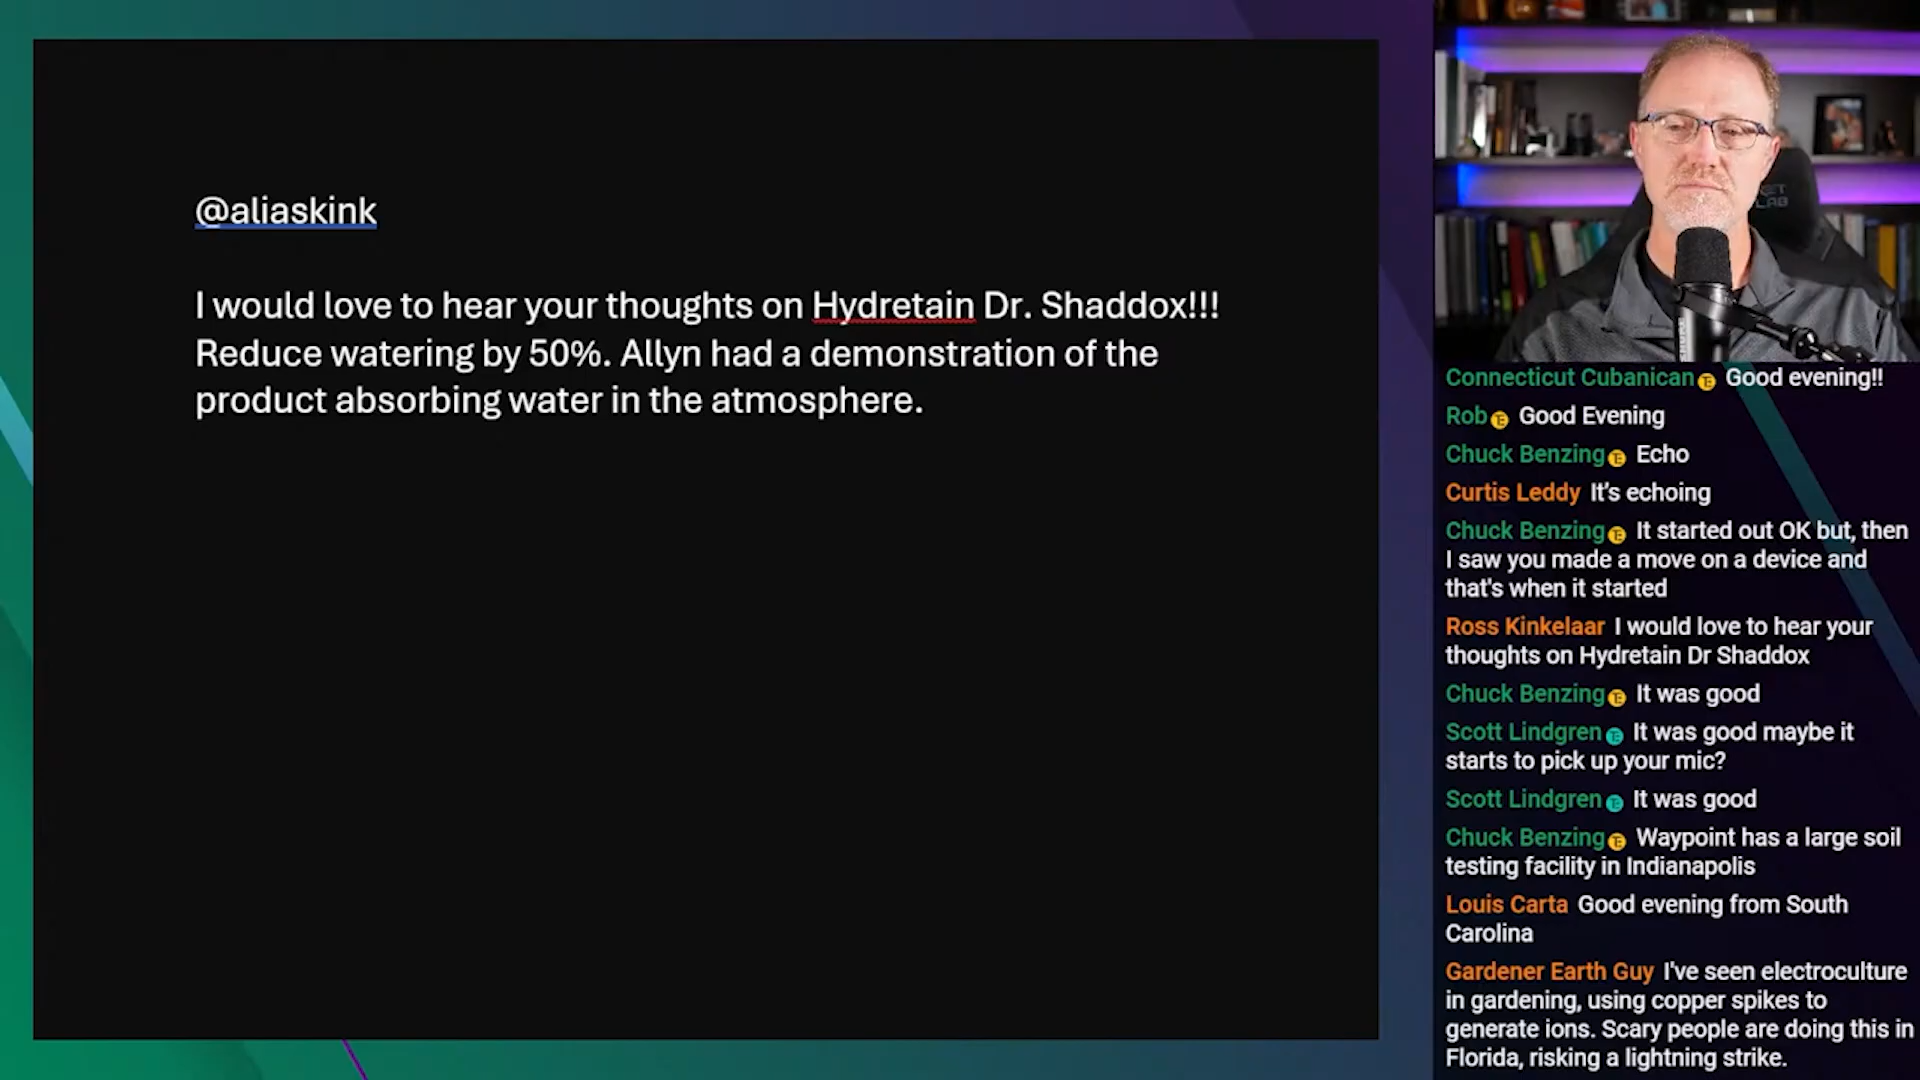 @aliaskink
I would love to hear your thoughts on Hydretain Dr. Shaddox!!!
Reduce watering by 50%. Allyn had a demonstration of the
product absorbing water in the atmosphere.
Connecticut Cubanican Good evening!!
Rob Good Evening
Chuck Benzing Echo
Curtis Leddy It's echoing
Chuck Benzing It started out OK but, then
I saw you made a move on a device and
that's when it started
Ross Kinkelaar I would love to hear your
thoughts on Hydretain Dr Shaddox
Chuck Benzing It was good
Scott Lindgren It was good maybe it
starts to pick up your mic?
Scott Lindgren It was good
Chuck Benzing Waypoint has a large soil
testing facility in Indianapolis
Louis Carta Good evening from South
Carolina
Gardener Earth Guy I've seen electroculture
in gardening, using copper spikes to
generate ions. Scary people are doing this in
Florida, risking a lightning strike.